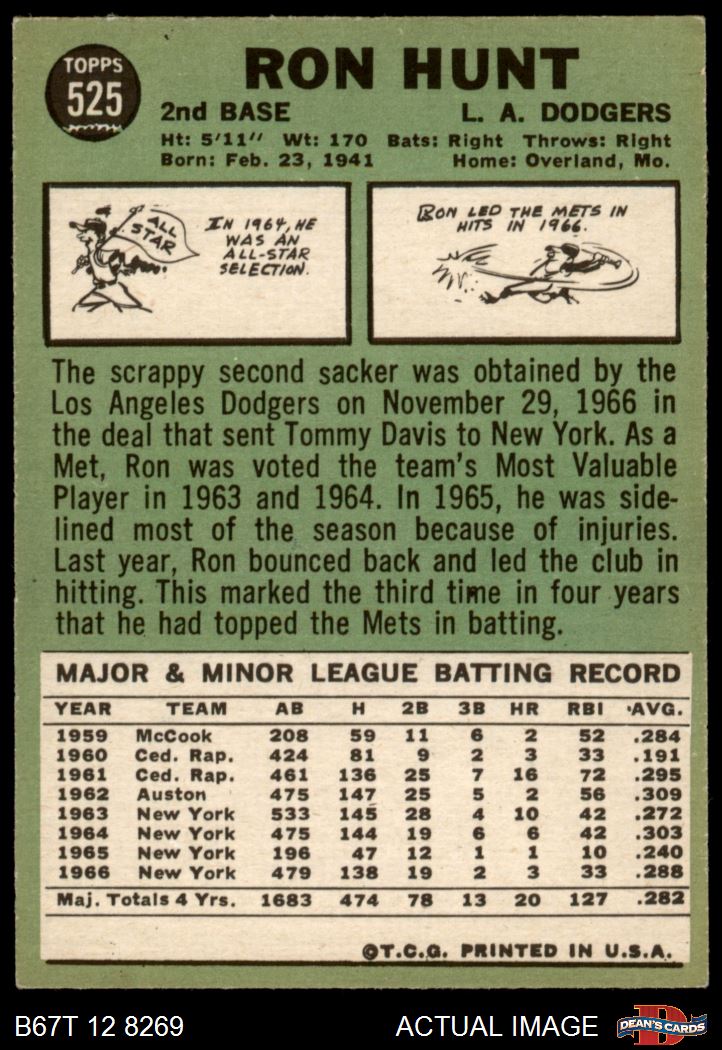 TOPPS
525
RON HUNT
2nd BASE L. A. DODGERS
Ht: 5'11" Wt: 170 Bats: Right Throws: Right
Born: Feb. 23, 1941 Home: Overland, Mo.
ALL
STAR
IN 1964, HE
WAS AN
ALL-STAR
SELECTION.
RON LED THE METS IN
HITS IN 1966.
The scrappy second sacker was obtained by the
Los Angeles Dodgers on November 29, 1966 in
the deal that sent Tommy Davis to New York. As a
Met, Ron was voted the team's Most Valuable
Player in 1963 and 1964. In 1965, he was side-
lined most of the season because of injuries.
Last year, Ron bounced back and led the club in
hitting. This marked the third time in four years
that he had topped the Mets in batting.
MAJOR & MINOR LEAGUE BATTING RECORD
YEAR TEAM AB H 2B 3B HR RBI AVG.
1959 McCook 208 59 11 6 2 52 .284
1960 Ced. Rap. 424 81 9 2 3 33 .191
1961 Ced. Rap. 461 136 25 7 16 72 .295
1962 Auston 475 147 25 5 2 56 .309
1963 New York 533 145 28 4 10 42 .272
1964 New York 475 144 19 6 6 42 .303
1965 New York 196 47 12 1 1 10 .240
1966 New York 479 138 19 2 3 33 .288
Maj. Totals 4 Yrs. 1683 474 78 13 20 127 .282
©T.C.G. PRINTED IN U.S.A.
B67T 12 8269 ACTUAL IMAGE DEAN'S CARDS